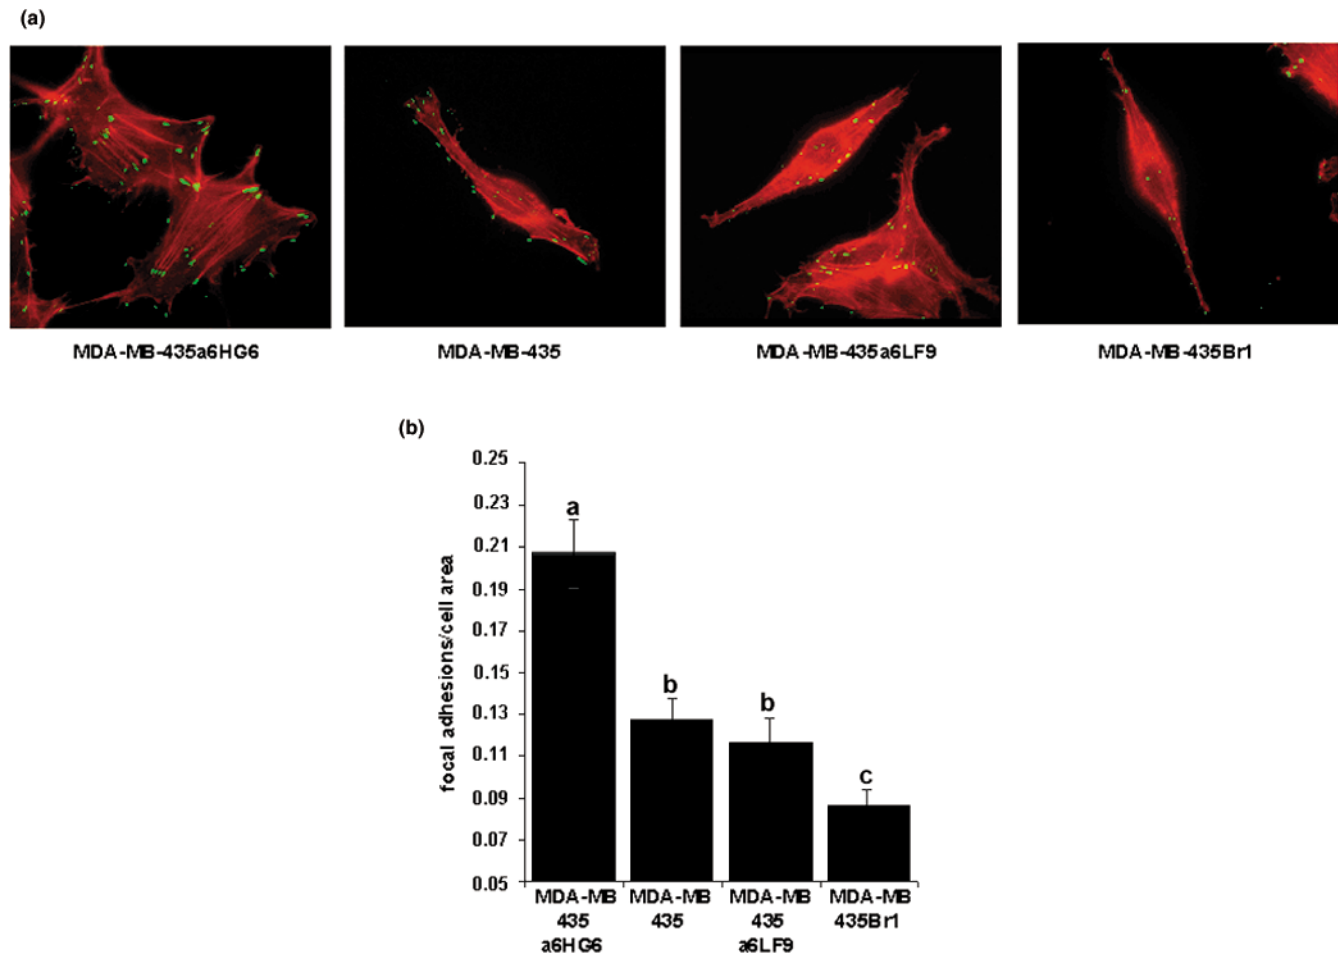 (a)
MDA-MB-435a6HG6
MDA-MB-435
MDA-MB-435a6LF9
MDA-MB-435Br1
(b)
focal adhesions/cell area
0.25
0.23
0.21
0.19
0.17
0.15
0.13
0.11
0.09
0.07
0.05
a
b
b
c
MDA-MB
435
a6HG6
MDA-MB
435
MDA-MB
435
a6LF9
MDA-MB
435Br1